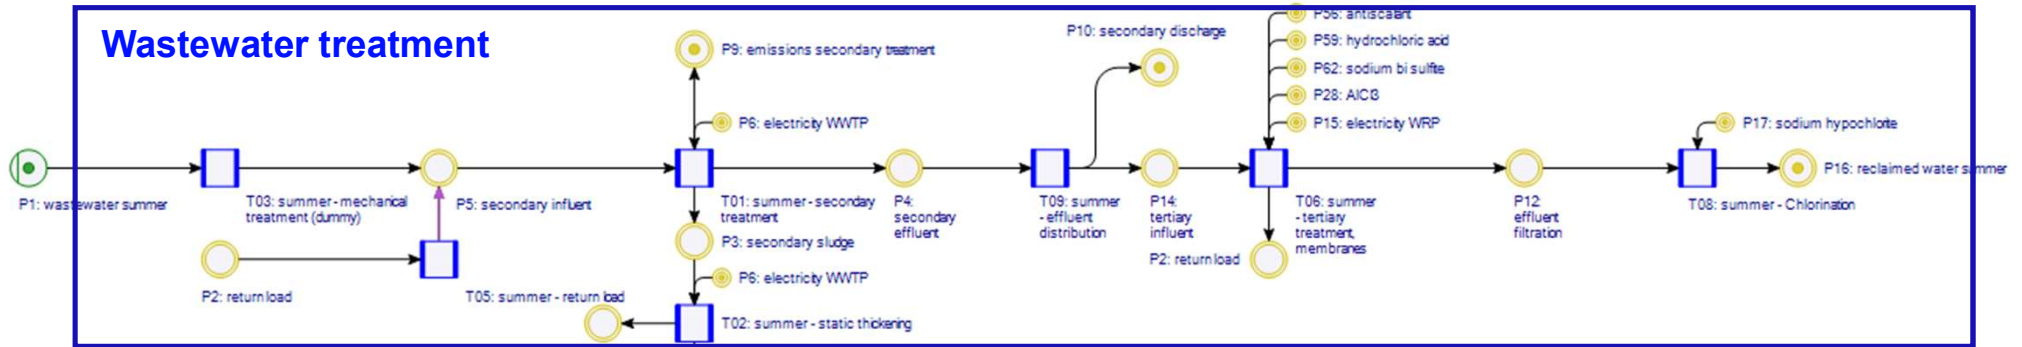 Wastewater treatment
P9: emissions secondary treatment
P6: electricity WWTP
P10: secondary discharge
P56: antiscalant
P59: hydrochloric acid
P62: sodium bi sulfite
P28: AlCl3
P15: electricity WRP
P17: sodium hypochlorite
P16: reclaimed water summer
P1: wastewater summer
T03: summer - mechanical
treatment (dummy)
P5: secondary influent
T01: summer - secondary
treatment
P4:
secondary
effluent
T09: summer
- effluent
distribution
P14:
tertiary
influent
T06: summer
- tertiary
treatment,
membranes
P12:
effluent
filtration
T08: summer - Chlorination
P3: secondary sludge
P2: return load
P6: electricity WWTP
P2: return load
T05: summer - return load
T02: summer - static thickening